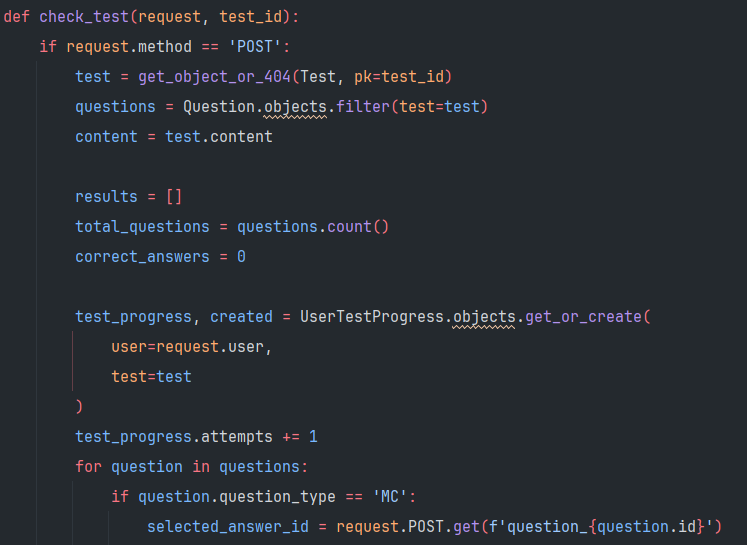 def check_test(request, test_id):
    if request.method == 'POST':
        test = get_object_or_404(Test, pk=test_id)
        questions = Question.objects.filter(test=test)
        content = test.content

        results = []
        total_questions = questions.count()
        correct_answers = 0

        test_progress, created = UserTestProgress.objects.get_or_create(
            user=request.user,
            test=test
        )
        test_progress.attempts += 1
        for question in questions:
            if question.question_type == 'MC':
                selected_answer_id = request.POST.get(f'question_{question.id}')